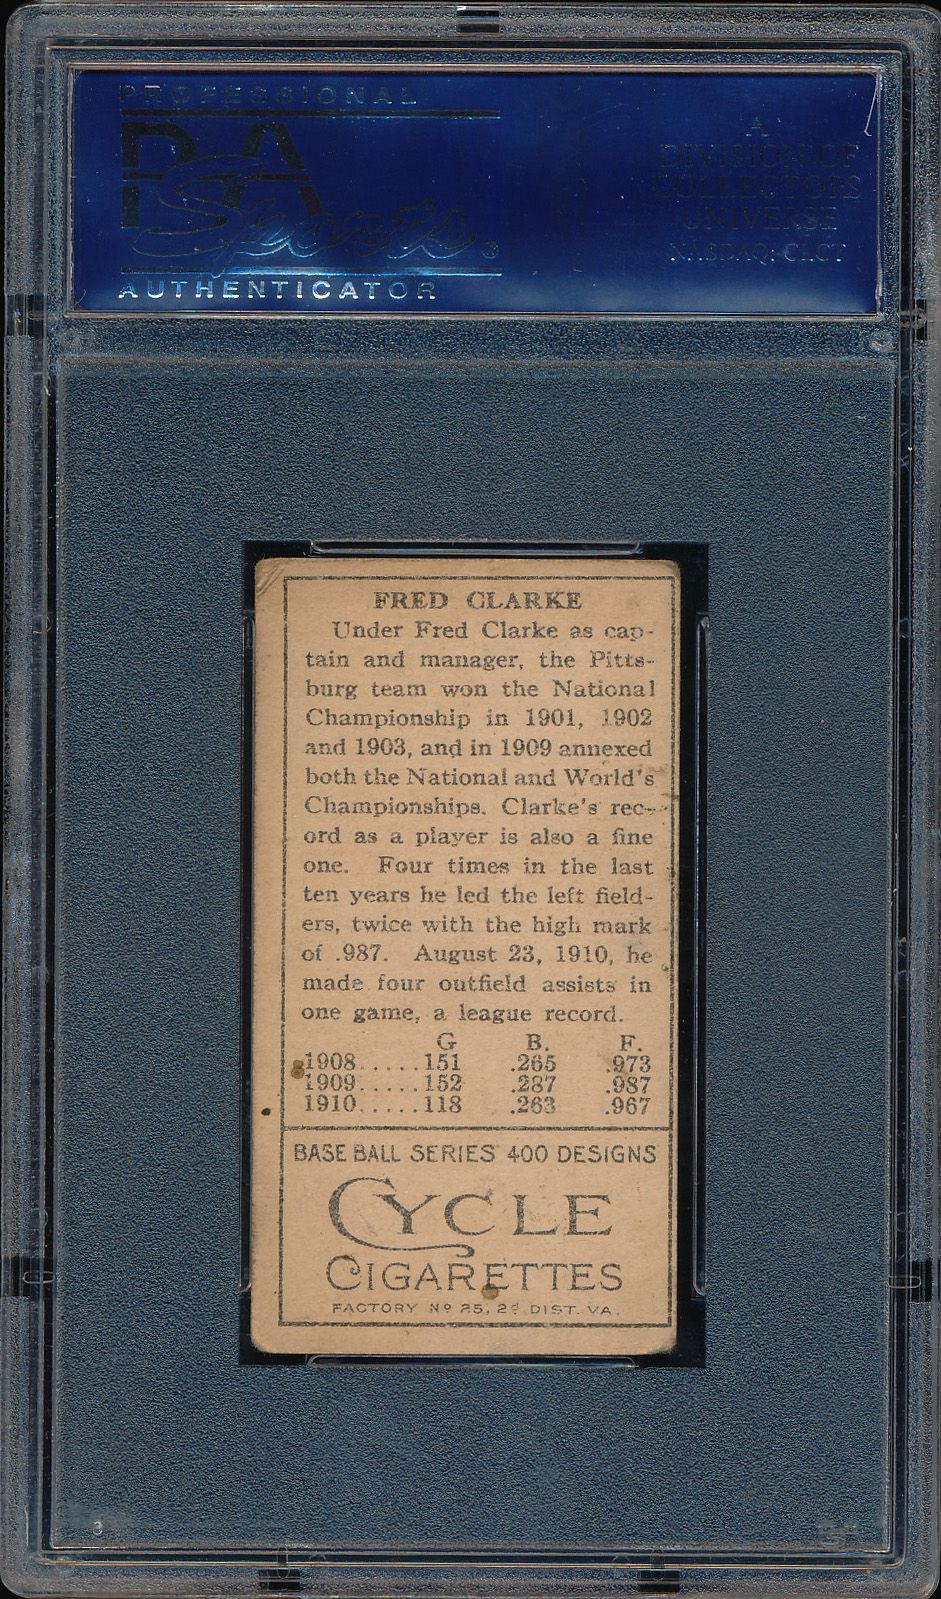 PROFESSIONAL
PSA
Sports®
AUTHENTICATOR
A
DIVISION OF
COLLECTORS
UNIVERSE
NASDAQ: CLCT
FRED CLARKE
Under Fred Clarke as cap-
tain and manager, the Pitts-
burg team won the National
Championship in 1901, 1902
and 1903, and in 1909 annexed
both the National and World's
Championships. Clarke's rec-
ord as a player is also a fine
one. Four times in the last
ten years he led the left field-
ers, twice with the high mark
of .987. August 23, 1910, he
made four outfield assists in
one game, a league record.
G B. F.
1908.....151 .265 .973
1909.....152 .287 .987
1910.....118 .263 .967
BASE BALL SERIES 400 DESIGNS
CYCLE
CIGARETTES
FACTORY Nº 25, 2d DIST. VA.